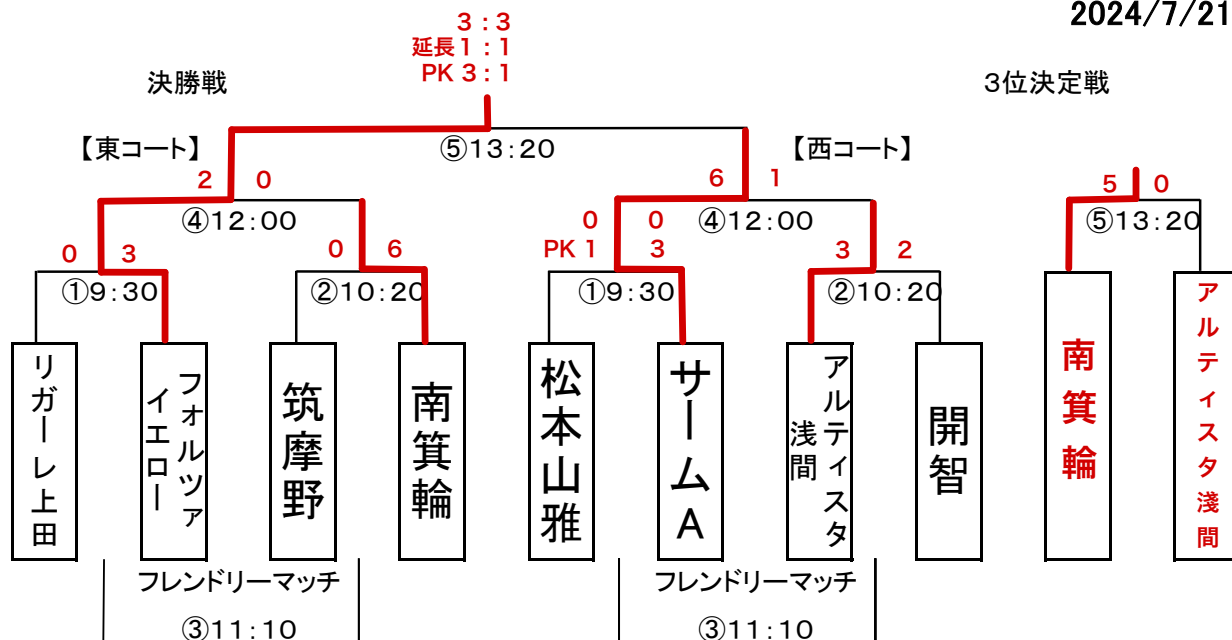 2024/7/21
3:3
延長1:1
PK 3:1
決勝戦
3位決定戦
【東コート】
⑤13:20
【西コート】
2 0
6 1
5 0
④12:00
④12:00
⑤13:20
0 3
0 6
0 0
PK 1 3
3 2
①9:30
②10:20
①9:30
②10:20
リガーレ上田
フォルツァ
イエロー
筑摩野
南箕輪
松本山雅
サームA
アルティスタ
浅間
開智
南箕輪
アルティスタ淺間
フレンドリーマッチ
フレンドリーマッチ
③11:10
③11:10